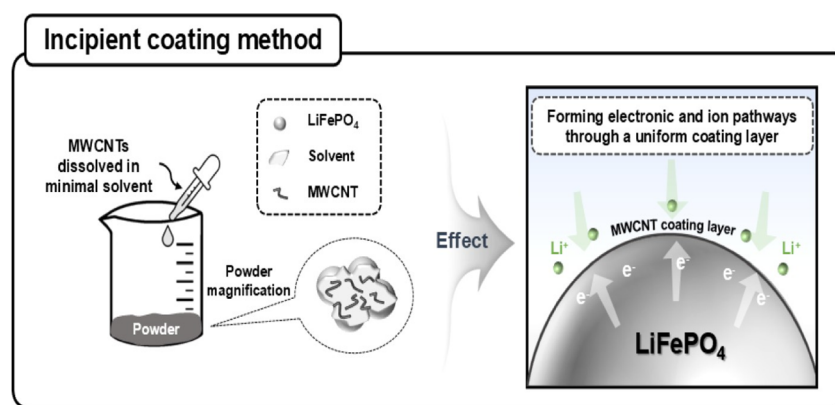 Incipient coating method
MWCNTs
dissolved in
minimal solvent
LiFePO₄
Solvent
MWCNT
Powder
magnification
Powder
Effect
Forming electronic and ion pathways
through a uniform coating layer
MWCNT coating layer
Li⁺
Li⁺
e⁻
e⁻
e⁻
e⁻
e⁻
LiFePO₄